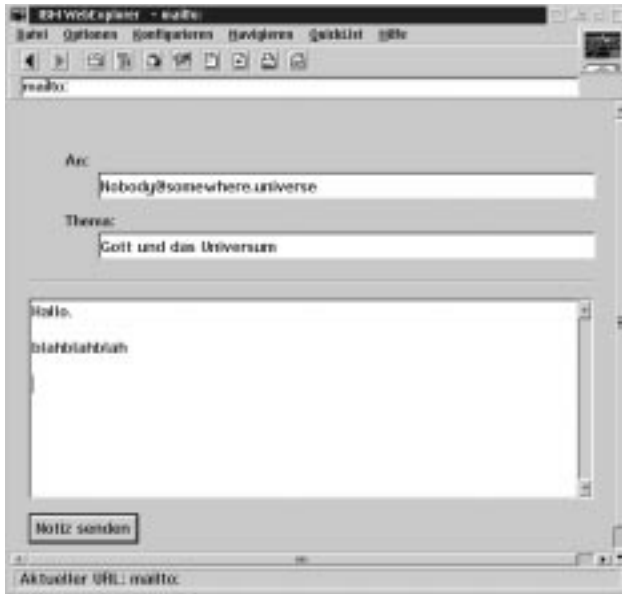 IBM WebExplorer - mailto:
Datei Optionen Konfigurieren Navigieren QuickList Hilfe
mailto:
An:
Nobody@somewhere.universe
Thema:
Gott und das Universum
Hallo,
blahblahblah
Notiz senden
Aktueller URL: mailto: